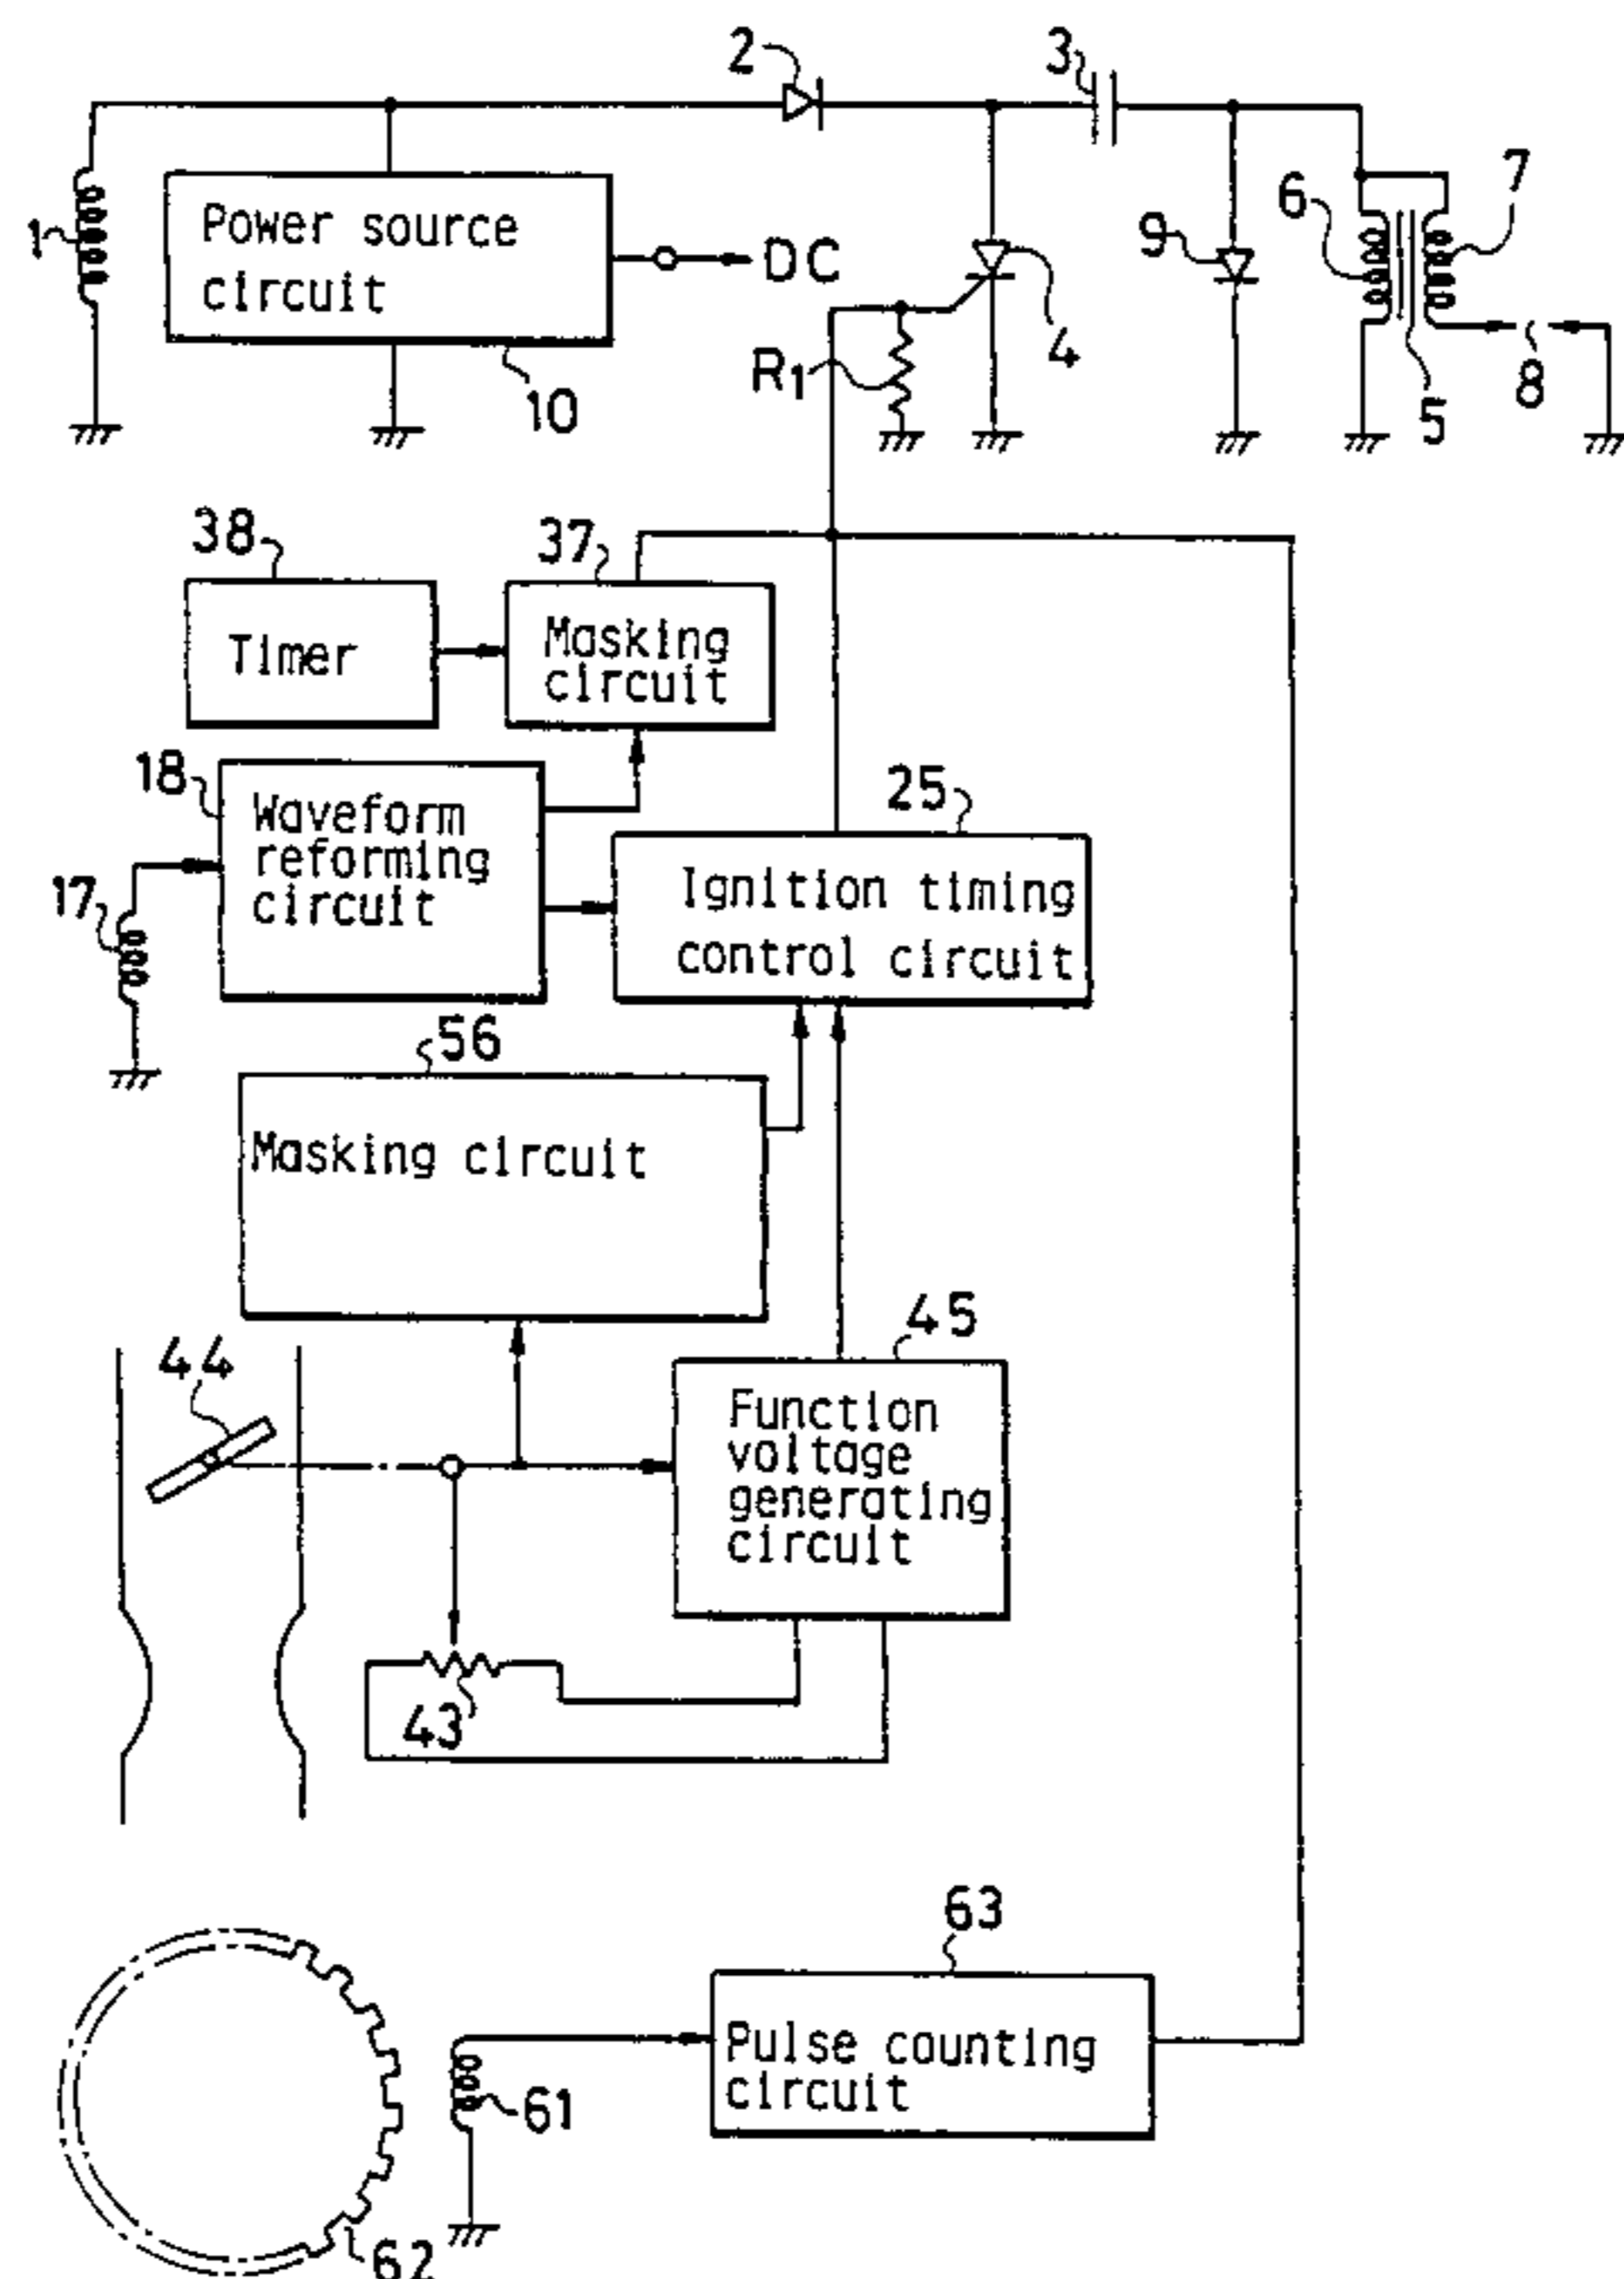 2
3
1
Power source
circuit
DC
10
R1
4
9
6
7
5
8
38
37
Timer
Masking
circuit
18
Waveform
reforming
circuit
17
25
Ignition timing
control circuit
56
Masking circuit
45
44
Function
voltage
generating
circuit
43
63
Pulse counting
circuit
61
62